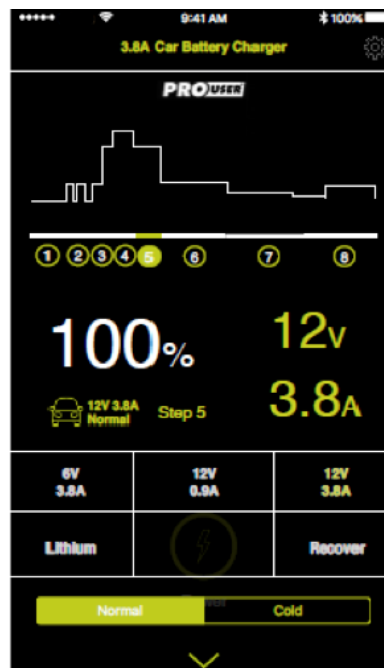 9:41 AM 100%
3.8A Car Battery Charger
PRO USER
1 2 3 4 5 6 7 8
100% 12v
3.8A
12V 3.8A
Normal Step 5
6V 12V 12V
3.8A 0.9A 3.8A
Lithium Recover
Normal Cold